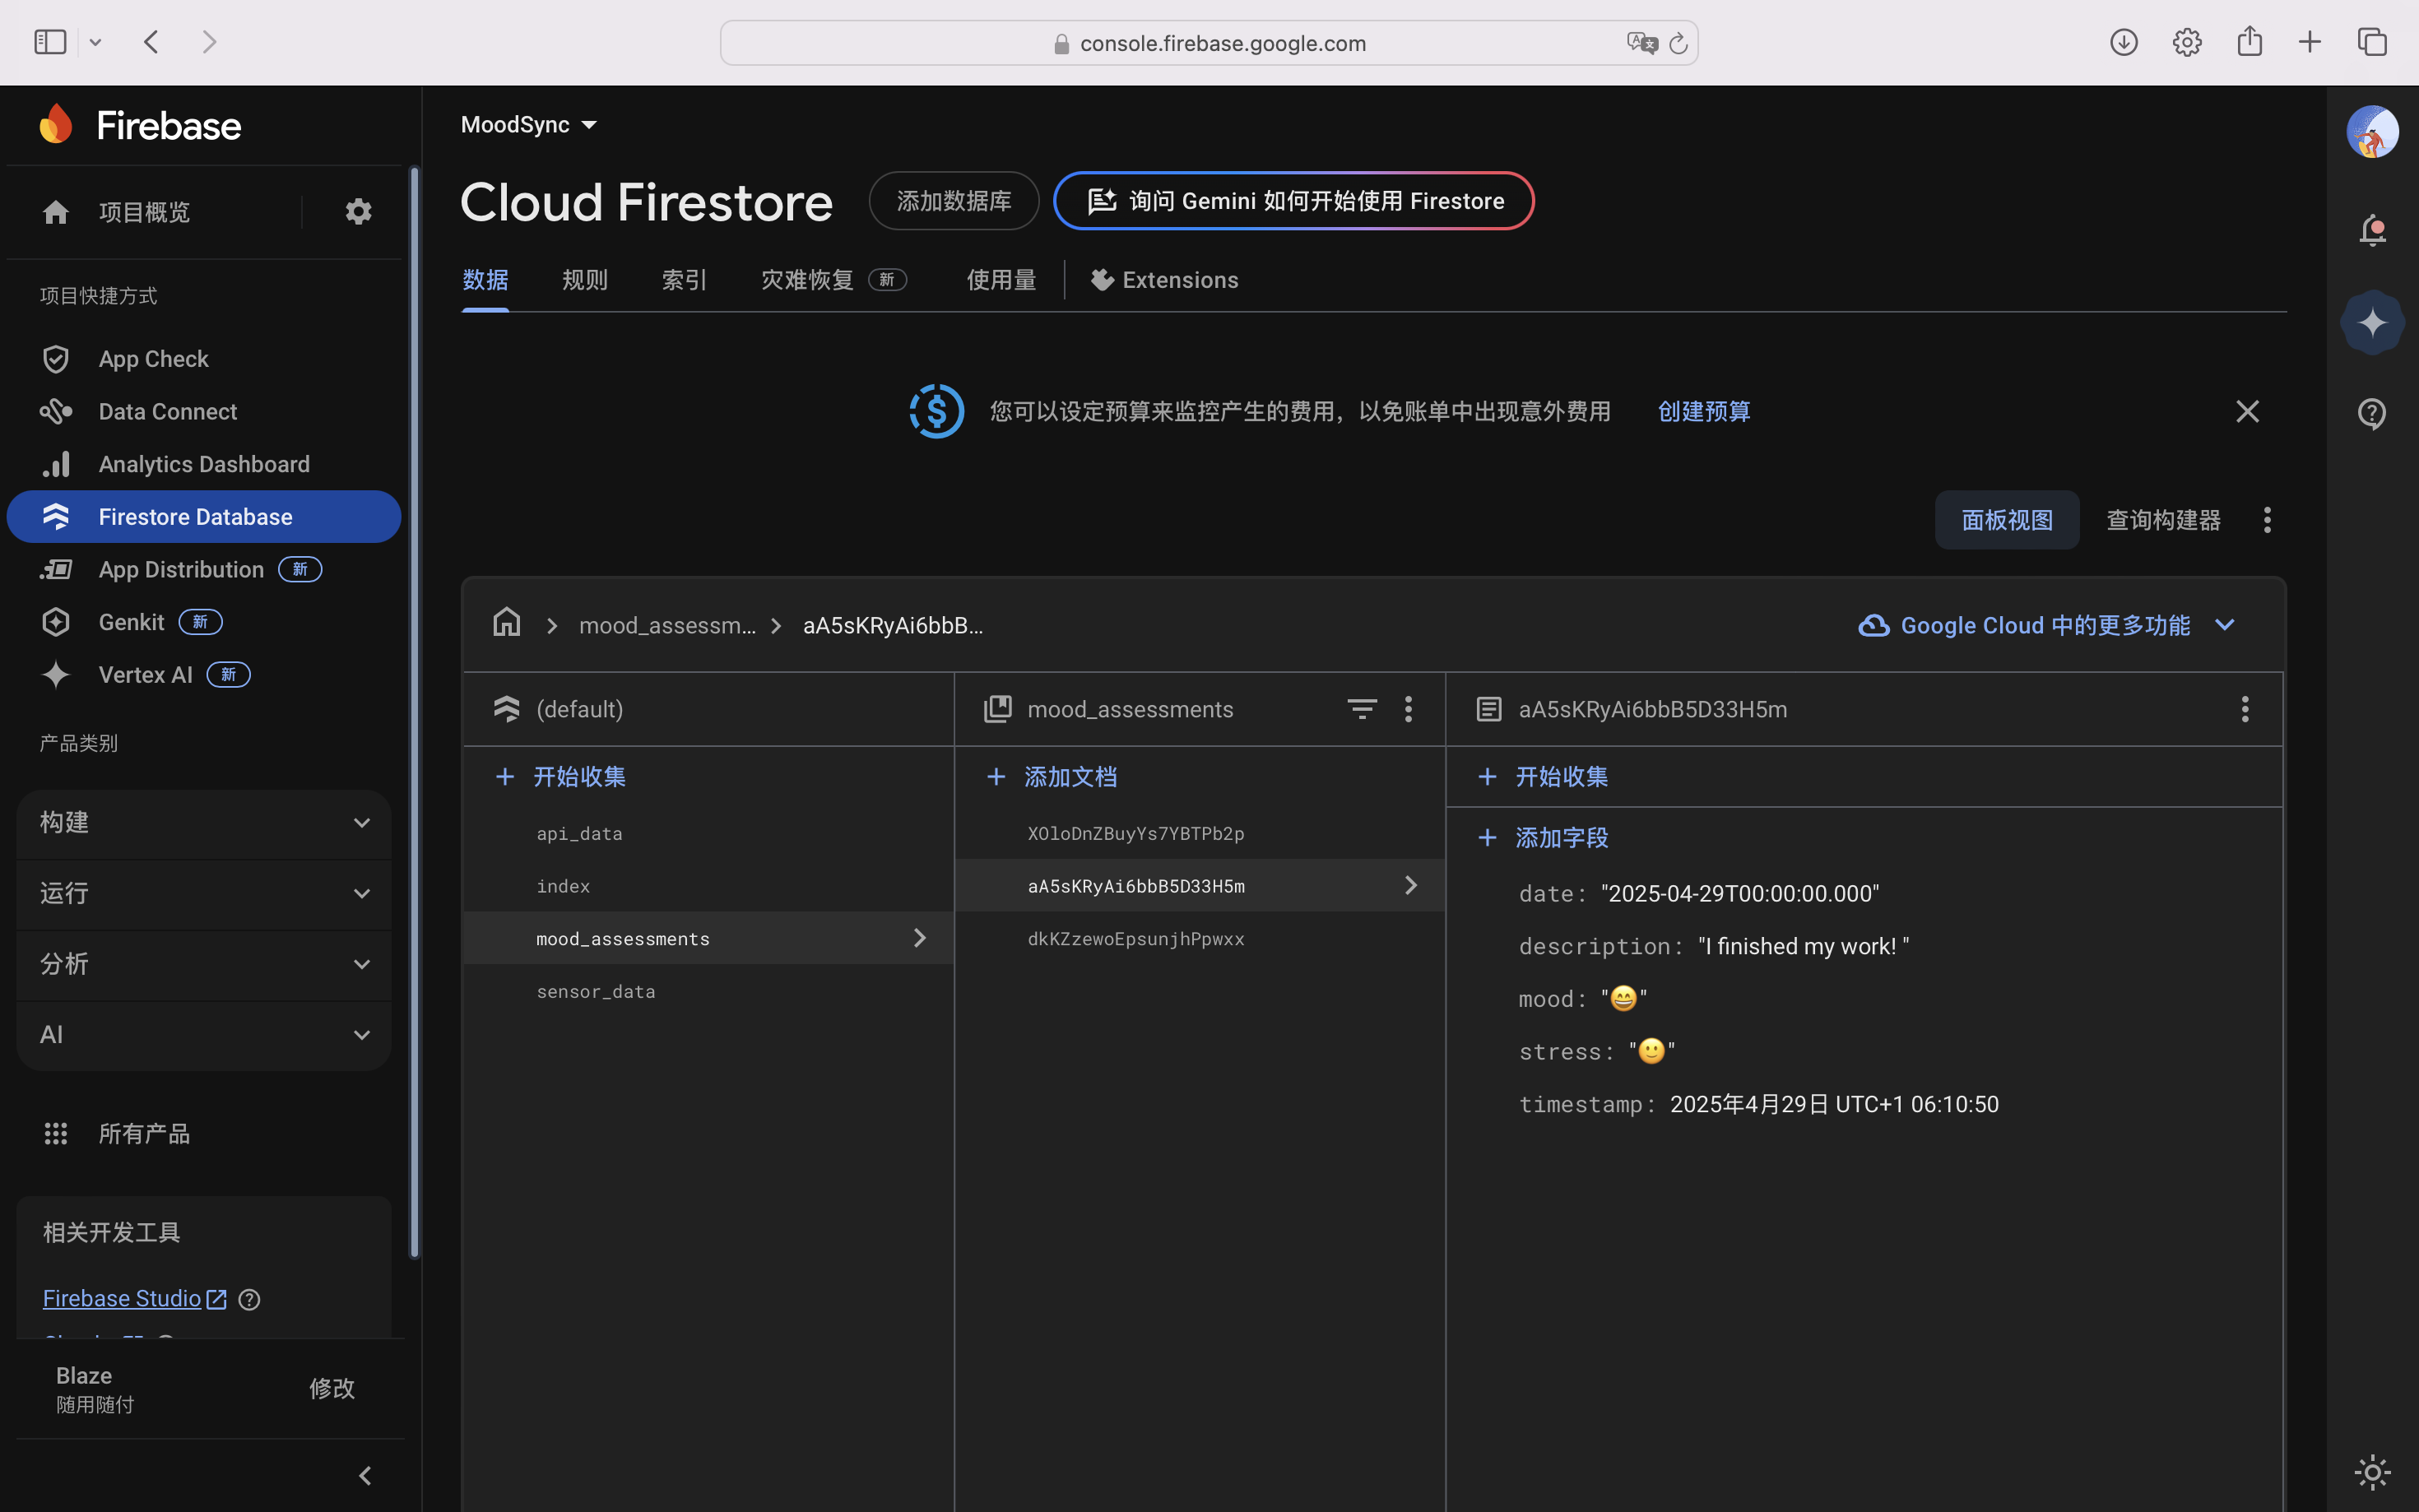 console.firebase.google.com
Firebase
项目概览
项目快捷方式
App Check
Data Connect
Analytics Dashboard
Firestore Database
App Distribution 新
Genkit 新
Vertex AI 新
产品类别
构建
运行
分析
AI
所有产品
相关开发工具
Firebase Studio
Blaze
随用随付
修改
MoodSync
Cloud Firestore
添加数据库
询问 Gemini 如何开始使用 Firestore
数据 规则 索引 灾难恢复 新 使用量 Extensions
您可以设定预算来监控产生的费用，以免账单中出现意外费用 创建预算
面板视图 查询构建器
mood_assessm... aA5sKRyAi6bbB...
Google Cloud 中的更多功能
(default)
开始收集
api_data
index
mood_assessments
sensor_data
mood_assessments
添加文档
XOloDnZBuyYs7YBTPb2p
aA5sKRyAi6bbB5D33H5m
dkKZzewoEpsunjhPpwxx
aA5sKRyAi6bbB5D33H5m
开始收集
添加字段
date: "2025-04-29T00:00:00.000"
description: "I finished my work! "
mood: "😄"
stress: "🙂"
timestamp: 2025年4月29日 UTC+1 06:10:50